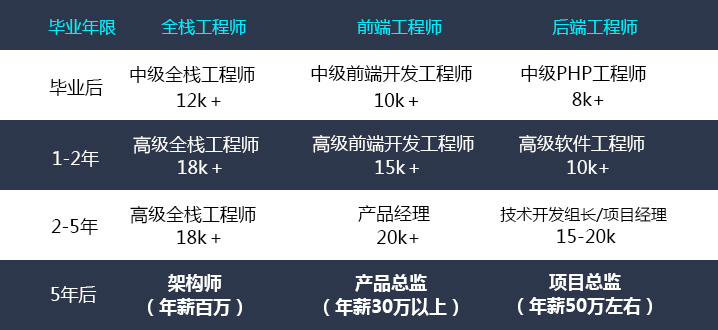 毕业年限 全栈工程师 前端工程师 后端工程师
毕业后 中级全栈工程师 中级前端开发工程师 中级PHP工程师
12k + 10k + 8k+
1-2年 高级全栈工程师 高级前端开发工程师 高级软件工程师
18k + 15k + 10k+
2-5年 高级全栈工程师 产品经理 技术开发组长/项目经理
18k + 20k+ 15-20k
5年后 架构师 产品总监 项目总监
（年薪百万） （年薪30万以上） （年薪50万左右）